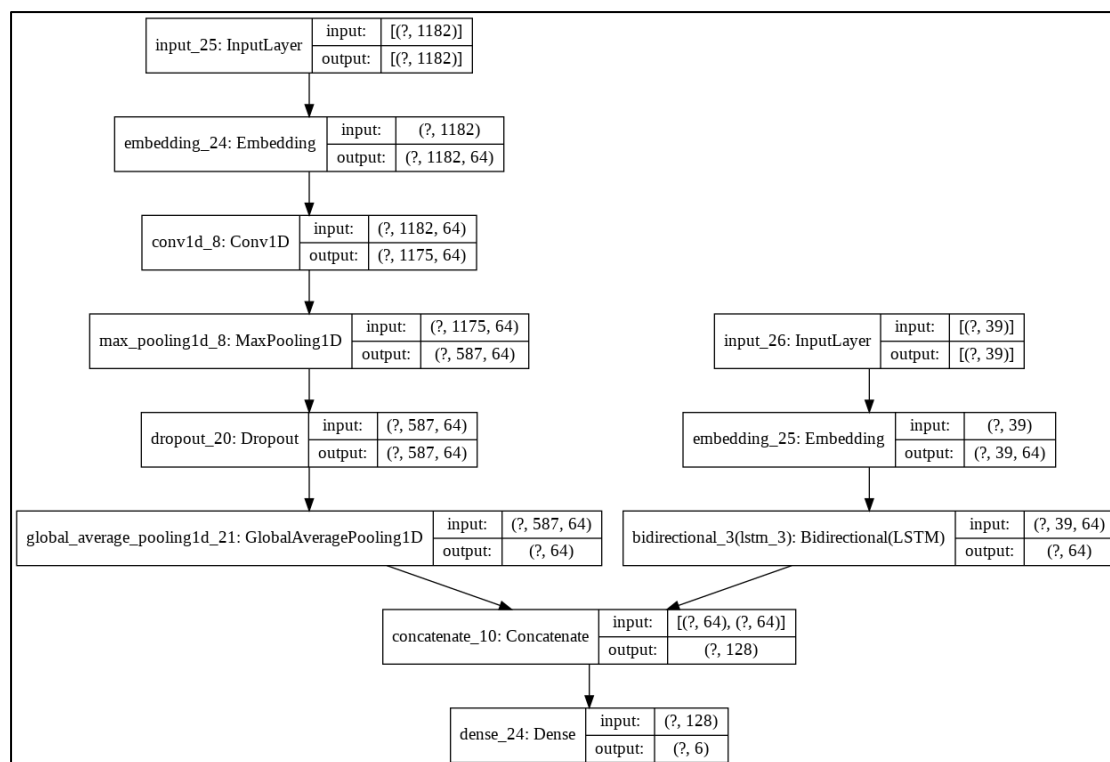 input_25: InputLayer
input: [(?, 1182)]
output: [(?, 1182)]
embedding_24: Embedding
input: (?, 1182)
output: (?, 1182, 64)
conv1d_8: Conv1D
input: (?, 1182, 64)
output: (?, 1175, 64)
max_pooling1d_8: MaxPooling1D
input: (?, 1175, 64)
output: (?, 587, 64)
input_26: InputLayer
input: [(?, 39)]
output: [(?, 39)]
dropout_20: Dropout
input: (?, 587, 64)
output: (?, 587, 64)
embedding_25: Embedding
input: (?, 39)
output: (?, 39, 64)
global_average_pooling1d_21: GlobalAveragePooling1D
input: (?, 587, 64)
output: (?, 64)
bidirectional_3(lstm_3): Bidirectional(LSTM)
input: (?, 39, 64)
output: (?, 64)
concatenate_10: Concatenate
input: [(?, 64), (?, 64)]
output: (?, 128)
dense_24: Dense
input: (?, 128)
output: (?, 6)